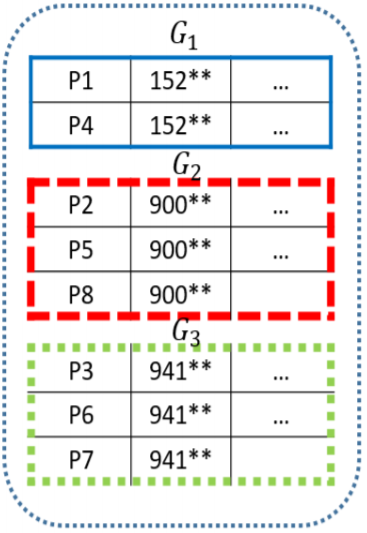 G1
P1 152** ...
P4 152** ...
G2
P2 900** ...
P5 900** ...
P8 900**
G3
P3 941** ...
P6 941** ...
P7 941**